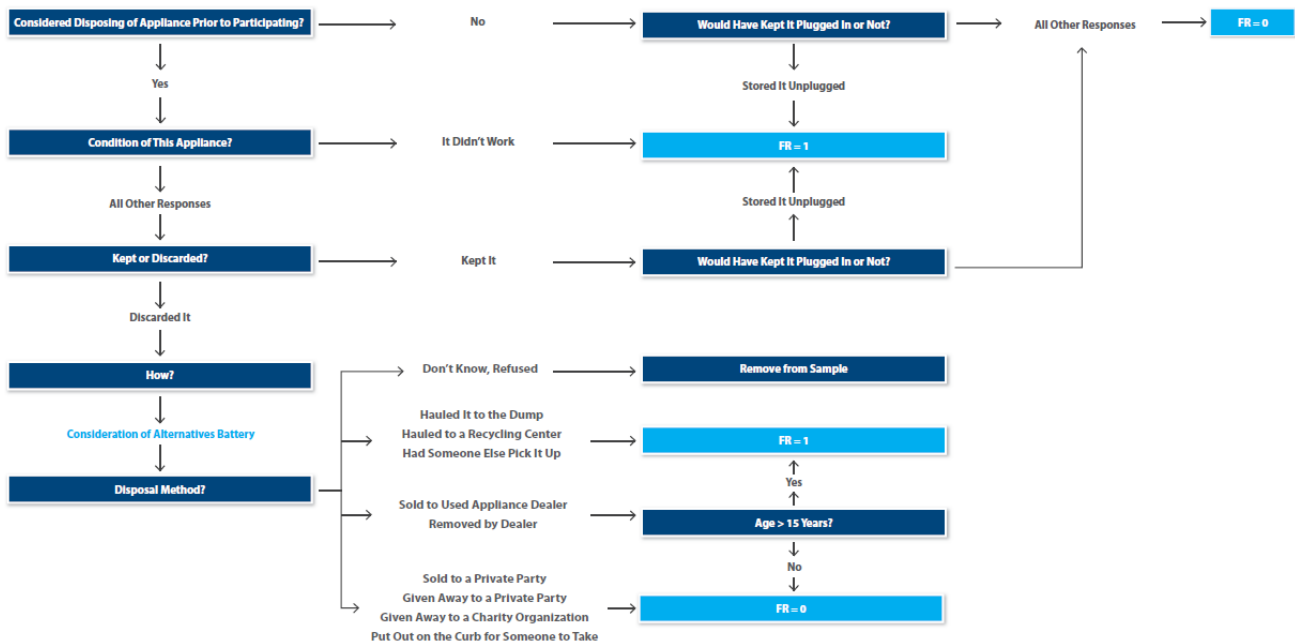 Considered Disposing of Appliance Prior to Participating?
No
Would Have Kept It Plugged In or Not?
All Other Responses
FR = 0
Yes
Stored It Unplugged
Condition of This Appliance?
It Didn't Work
FR = 1
All Other Responses
Stored It Unplugged
Kept or Discarded?
Kept It
Would Have Kept It Plugged In or Not?
Discarded It
How?
Don't Know, Refused
Remove from Sample
Consideration of Alternatives Battery
Hauled It to the Dump
Hauled to a Recycling Center
Had Someone Else Pick It Up
FR = 1
Yes
Disposal Method?
Sold to Used Appliance Dealer
Removed by Dealer
Age > 15 Years?
No
Sold to a Private Party
Given Away to a Private Party
Given Away to a Charity Organization
Put Out on the Curb for Someone to Take
FR = 0